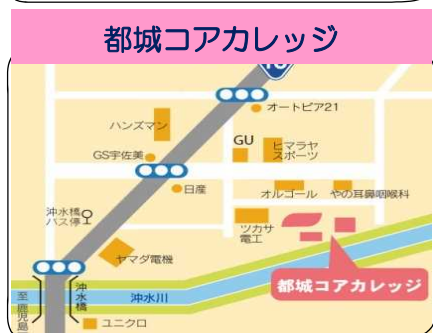 都城コアカレッジ
10
オートピア21
ハンズマン
GU
ヒマラヤ
スポーツ
GS宇佐美
日産
オルゴール
やの耳鼻咽喉科
沖水橋
バス停
ツカサ
電工
ヤマダ電機
都城コアカレッジ
至鹿児島
沖水橋
沖水川
ユニクロ